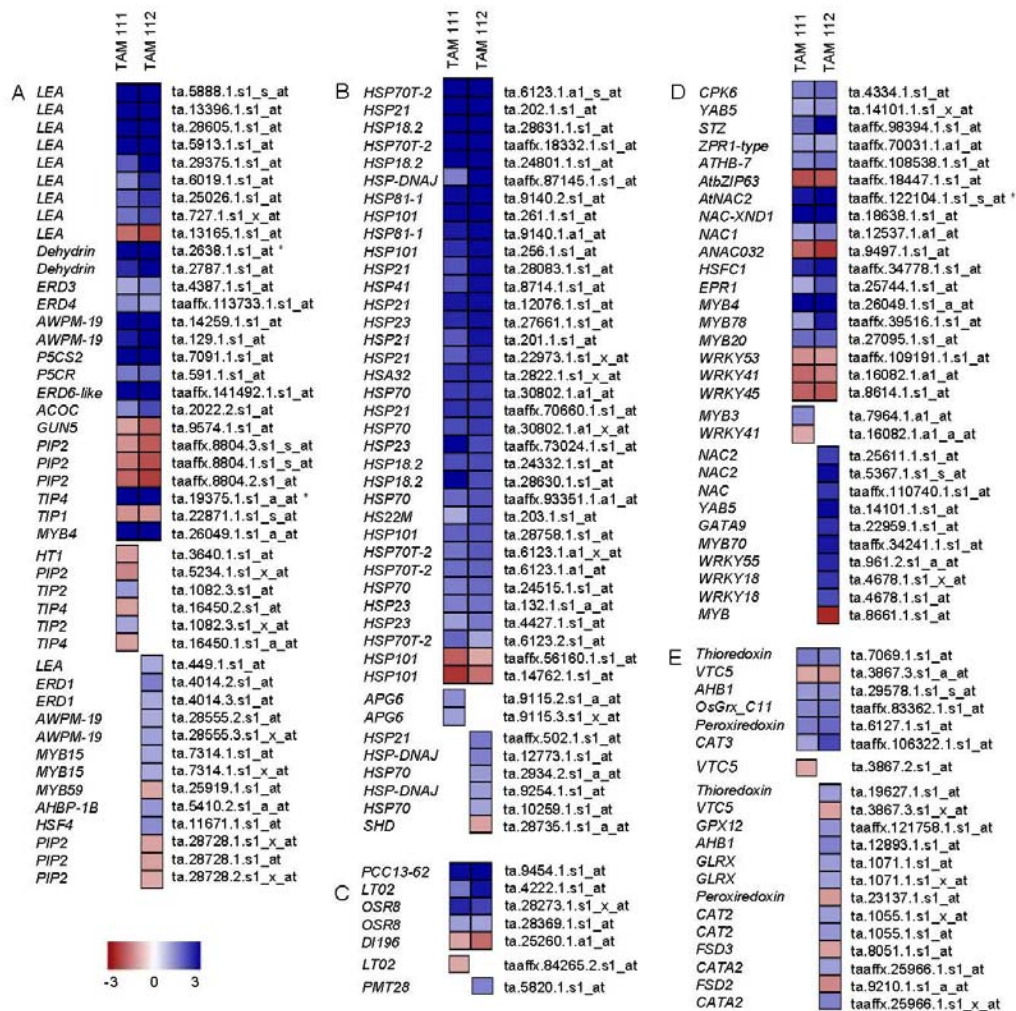 TAM 111
TAM 112
A
LEA ta.5888.1.s1_s_at
LEA ta.13396.1.s1_at
LEA ta.28605.1.s1_at
LEA ta.5913.1.s1_at
LEA ta.29375.1.s1_at
LEA ta.6019.1.s1_at
LEA ta.25026.1.s1_at
LEA ta.727.1.s1_x_at
LEA ta.13165.1.s1_at
Dehydrin ta.2638.1.s1_at *
Dehydrin ta.2787.1.s1_at
ERD3 ta.4387.1.s1_at
ERD4 taaffx.113733.1.s1_at
AWPM-19 ta.14259.1.s1_at
AWPM-19 ta.129.1.s1_at
P5CS2 ta.7091.1.s1_at
P5CR ta.591.1.s1_at
ERD6-like taaffx.141492.1.s1_at
ACOC ta.2022.2.s1_at
GUN5 ta.9574.1.s1_at
PIP2 taaffx.8804.3.s1_s_at
PIP2 taaffx.8804.1.s1_s_at
PIP2 taaffx.8804.2.s1_at
TIP4 ta.19375.1.s1_a_at *
TIP1 ta.22871.1.s1_s_at
MYB4 ta.26049.1.s1_a_at
HT1 ta.3640.1.s1_at
PIP2 ta.5234.1.s1_x_at
TIP2 ta.1082.3.s1_at
TIP4 ta.16450.2.s1_at
TIP2 ta.1082.3.s1_x_at
TIP4 ta.16450.1.s1_a_at
LEA ta.449.1.s1_at
ERD1 ta.4014.2.s1_at
ERD1 ta.4014.3.s1_at
AWPM-19 ta.28555.2.s1_at
AWPM-19 ta.28555.3.s1_x_at
MYB15 ta.7314.1.s1_at
MYB15 ta.7314.1.s1_x_at
MYB59 ta.25919.1.s1_at
AHBP-1B ta.5410.2.s1_a_at
HSF4 ta.11671.1.s1_at
PIP2 ta.28728.1.s1_x_at
PIP2 ta.28728.1.s1_at
PIP2 ta.28728.2.s1_x_at
-3 0 3
TAM 111
TAM 112
B
HSP70T-2 ta.6123.1.a1_s_at
HSP21 ta.202.1.s1_at
HSP18.2 ta.28631.1.s1_at
HSP70T-2 taaffx.18332.1.s1_at
HSP18.2 ta.24801.1.s1_at
HSP-DNAJ taaffx.87145.1.s1_at
HSP81-1 ta.9140.2.s1_at
HSP101 ta.261.1.s1_at
HSP81-1 ta.9140.1.a1_at
HSP101 ta.256.1.s1_at
HSP21 ta.28083.1.s1_at
HSP41 ta.8714.1.s1_at
HSP21 ta.12076.1.s1_at
HSP23 ta.27661.1.s1_at
HSP21 ta.201.1.s1_at
HSP21 ta.22973.1.s1_x_at
HSA32 ta.2822.1.s1_x_at
HSP70 ta.30802.1.a1_at
HSP21 taaffx.70660.1.s1_at
HSP70 ta.30802.1.a1_x_at
HSP23 taaffx.73024.1.s1_at
HSP18.2 ta.24332.1.s1_at
HSP18.2 ta.28630.1.s1_at
HSP70 taaffx.93351.1.a1_at
HS22M ta.203.1.s1_at
HSP101 ta.28758.1.s1_at
HSP70T-2 ta.6123.1.a1_x_at
HSP70T-2 ta.6123.1.a1_at
HSP70 ta.24515.1.s1_at
HSP23 ta.132.1.s1_a_at
HSP23 ta.4427.1.s1_at
HSP70T-2 ta.6123.2.s1_a_at
HSP101 taaffx.56160.1.s1_at
HSP101 ta.14762.1.s1_at
APG6 ta.9115.2.s1_a_at
APG6 ta.9115.3.s1_x_at
HSP21 taaffx.502.1.s1_at
HSP-DNAJ ta.12773.1.s1_at
HSP70 ta.2934.2.s1_a_at
HSP-DNAJ ta.9254.1.s1_at
HSP70 ta.10259.1.s1_at
SHD ta.28735.1.s1_a_at
C
PCC13-62 ta.9454.1.s1_at
LT02 ta.4222.1.s1_at
OSR8 ta.28273.1.s1_x_at
OSR8 ta.28369.1.s1_at
DI196 ta.25260.1.a1_at
LT02 taaffx.84265.2.s1_at
PMT28 ta.5820.1.s1_at
TAM 111
TAM 112
D
CPK6 ta.4334.1.s1_at
YAB5 ta.14101.1.s1_x_at
STZ taaffx.98394.1.s1_at
ZPR1-type taaffx.70031.1.a1_at
ATHB-7 taaffx.108538.1.s1_at
AtbZIP63 taaffx.18447.1.s1_at
AtNAC2 taaffx.122104.1.s1_s_at *
NAC-XND1 ta.18638.1.s1_at
NAC1 ta.12537.1.a1_at
ANAC032 ta.9497.1.s1_at
HSFC1 taaffx.34778.1.s1_at
EPR1 ta.25744.1.s1_at
MYB4 ta.26049.1.s1_a_at
MYB78 taaffx.39516.1.s1_at
MYB20 ta.27095.1.s1_at
WRKY53 taaffx.109191.1.s1_at
WRKY41 ta.16082.1.a1_at
WRKY45 ta.8614.1.s1_at
MYB3 ta.7964.1.a1_at
WRKY41 ta.16082.1.a1_a_at
NAC2 ta.25611.1.s1_at
NAC2 ta.5367.1.s1_s_at
NAC taaffx.110740.1.s1_at
YAB5 ta.14101.1.s1_at
GATA9 ta.22959.1.s1_at
MYB70 taaffx.34241.1.s1_at
WRKY55 ta.961.2.s1_a_at
WRKY18 ta.4678.1.s1_x_at
WRKY18 ta.4678.1.s1_at
MYB ta.8661.1.s1_at
E
Thioredoxin ta.7069.1.s1_at
VTC5 ta.3867.3.s1_a_at
AHB1 ta.29578.1.s1_s_at
OsGrx_C11 taaffx.83362.1.s1_at
Peroxiredoxin ta.6127.1.s1_at
CAT3 taaffx.106322.1.s1_at
VTC5 ta.3867.2.s1_at
Thioredoxin ta.19627.1.s1_at
VTC5 ta.3867.3.s1_x_at
GPX12 taaffx.121758.1.s1_at
AHB1 ta.12893.1.s1_at
GLRX ta.1071.1.s1_at
GLRX ta.1071.1.s1_x_at
Peroxiredoxin ta.23137.1.s1_at
CAT2 ta.1055.1.s1_x_at
CAT2 ta.1055.1.s1_at
FSD3 ta.8051.1.s1_at
CATA2 taaffx.25966.1.s1_at
FSD2 ta.9210.1.s1_a_at
CATA2 taaffx.25966.1.s1_x_at